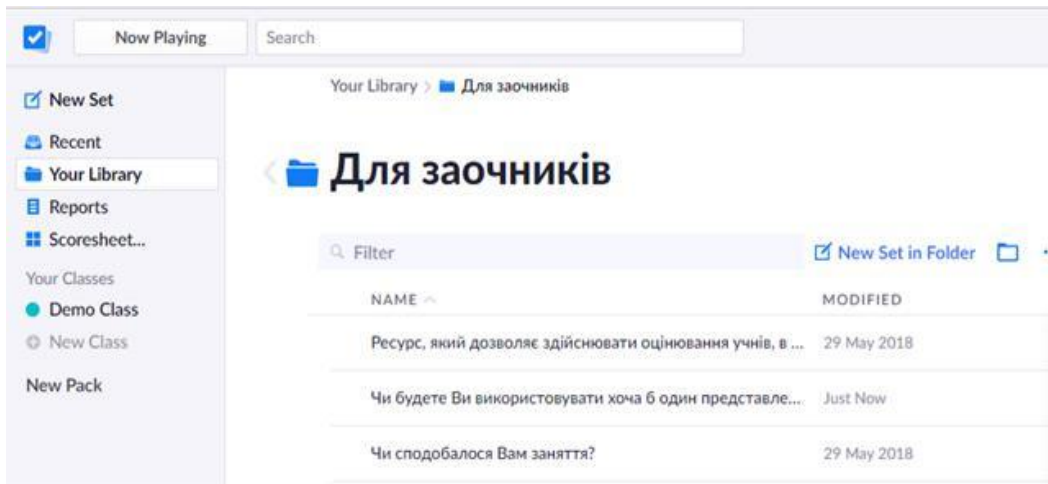 Now Playing
Search
New Set
Recent
Your Library
Reports
Scoresheet...
Your Classes
Demo Class
New Class
New Pack
Your Library > Для заочників
Для заочників
Filter
New Set in Folder
NAME
MODIFIED
Ресурс, який дозволяє здійснювати оцінювання учнів, в ... 29 May 2018
Чи будете Ви використовувати хоча б один представле... Just Now
Чи сподобалося Вам заняття? 29 May 2018